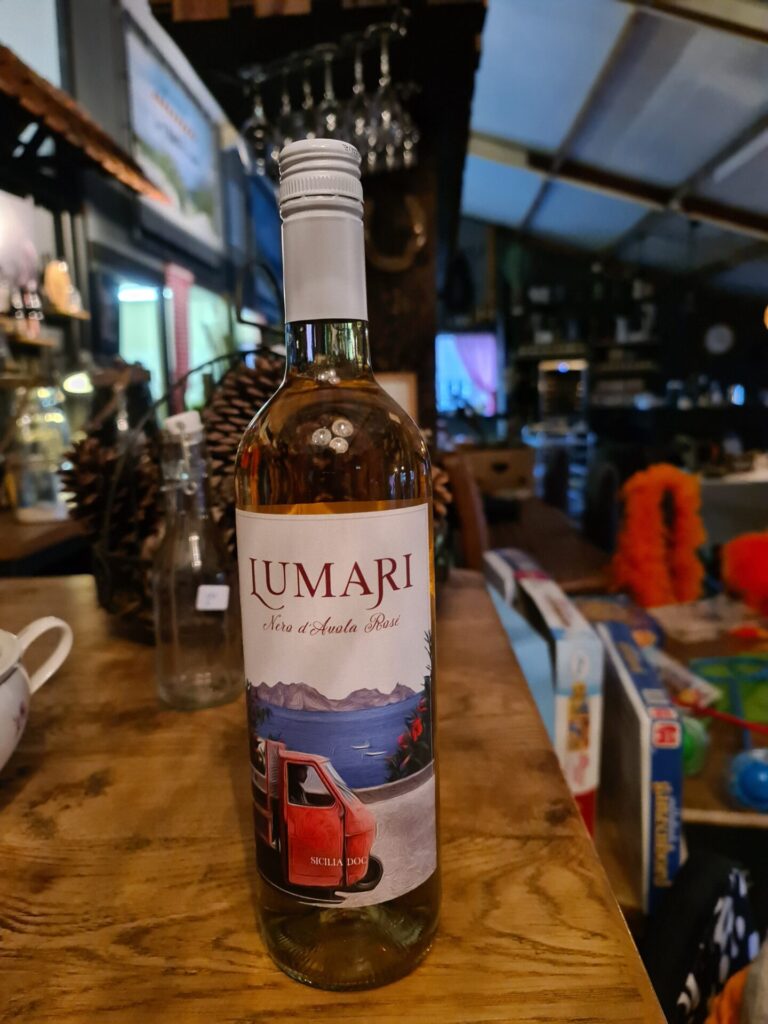 LUMARI
Nero d'Avola Rosé
SICILIA DOC